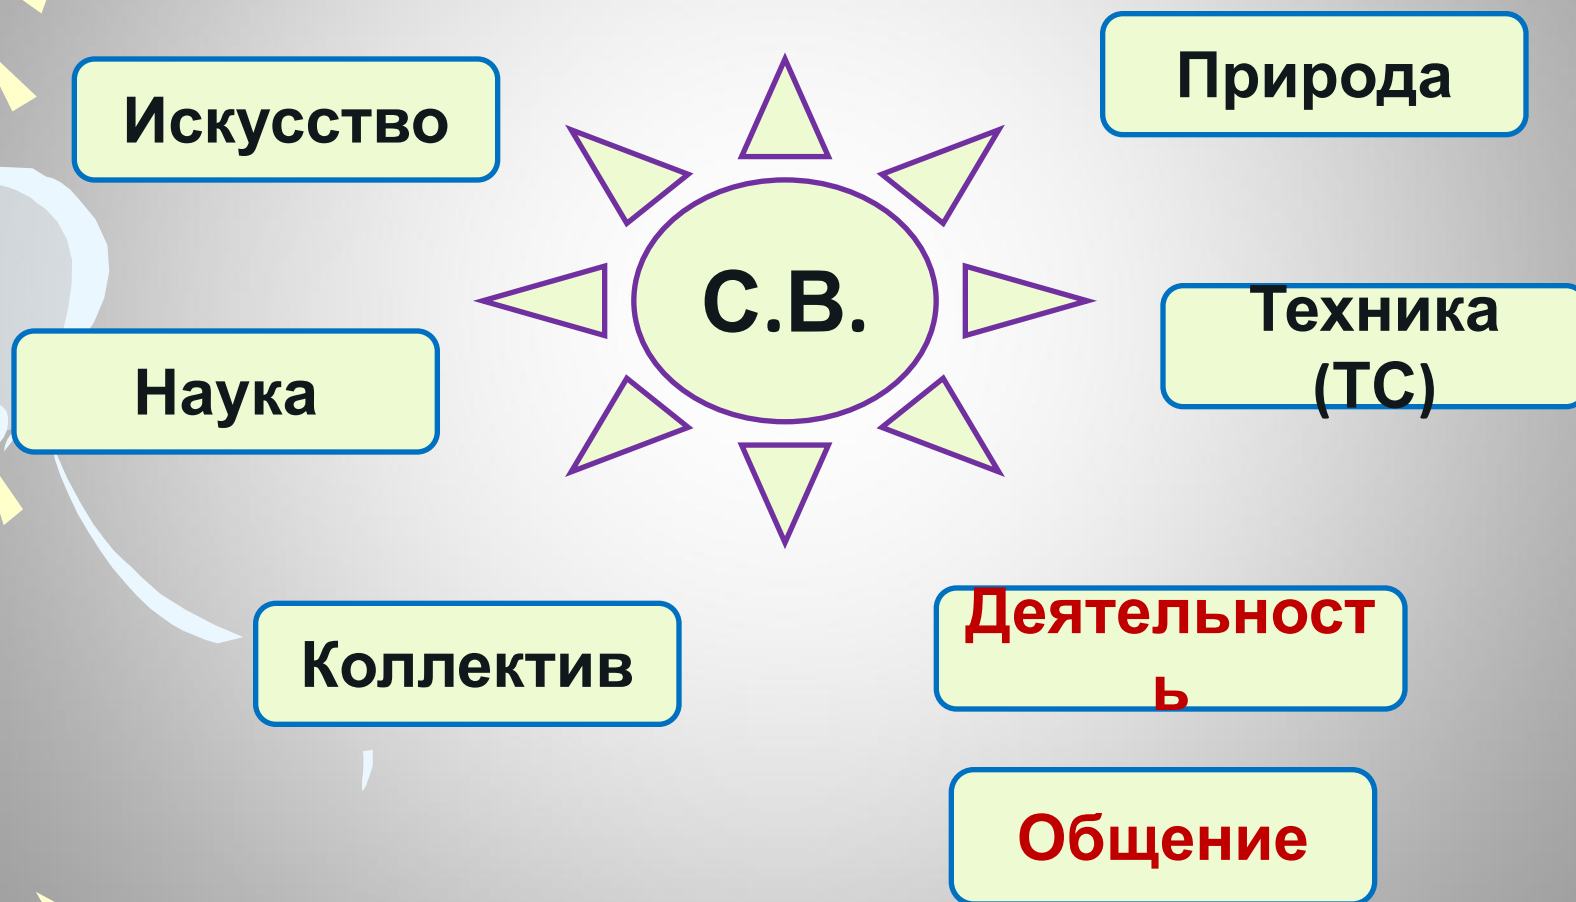 Природа
Искусство
С.В.
Техника
(ТС)
Наука
Коллектив
Деятельност
ь
Общение